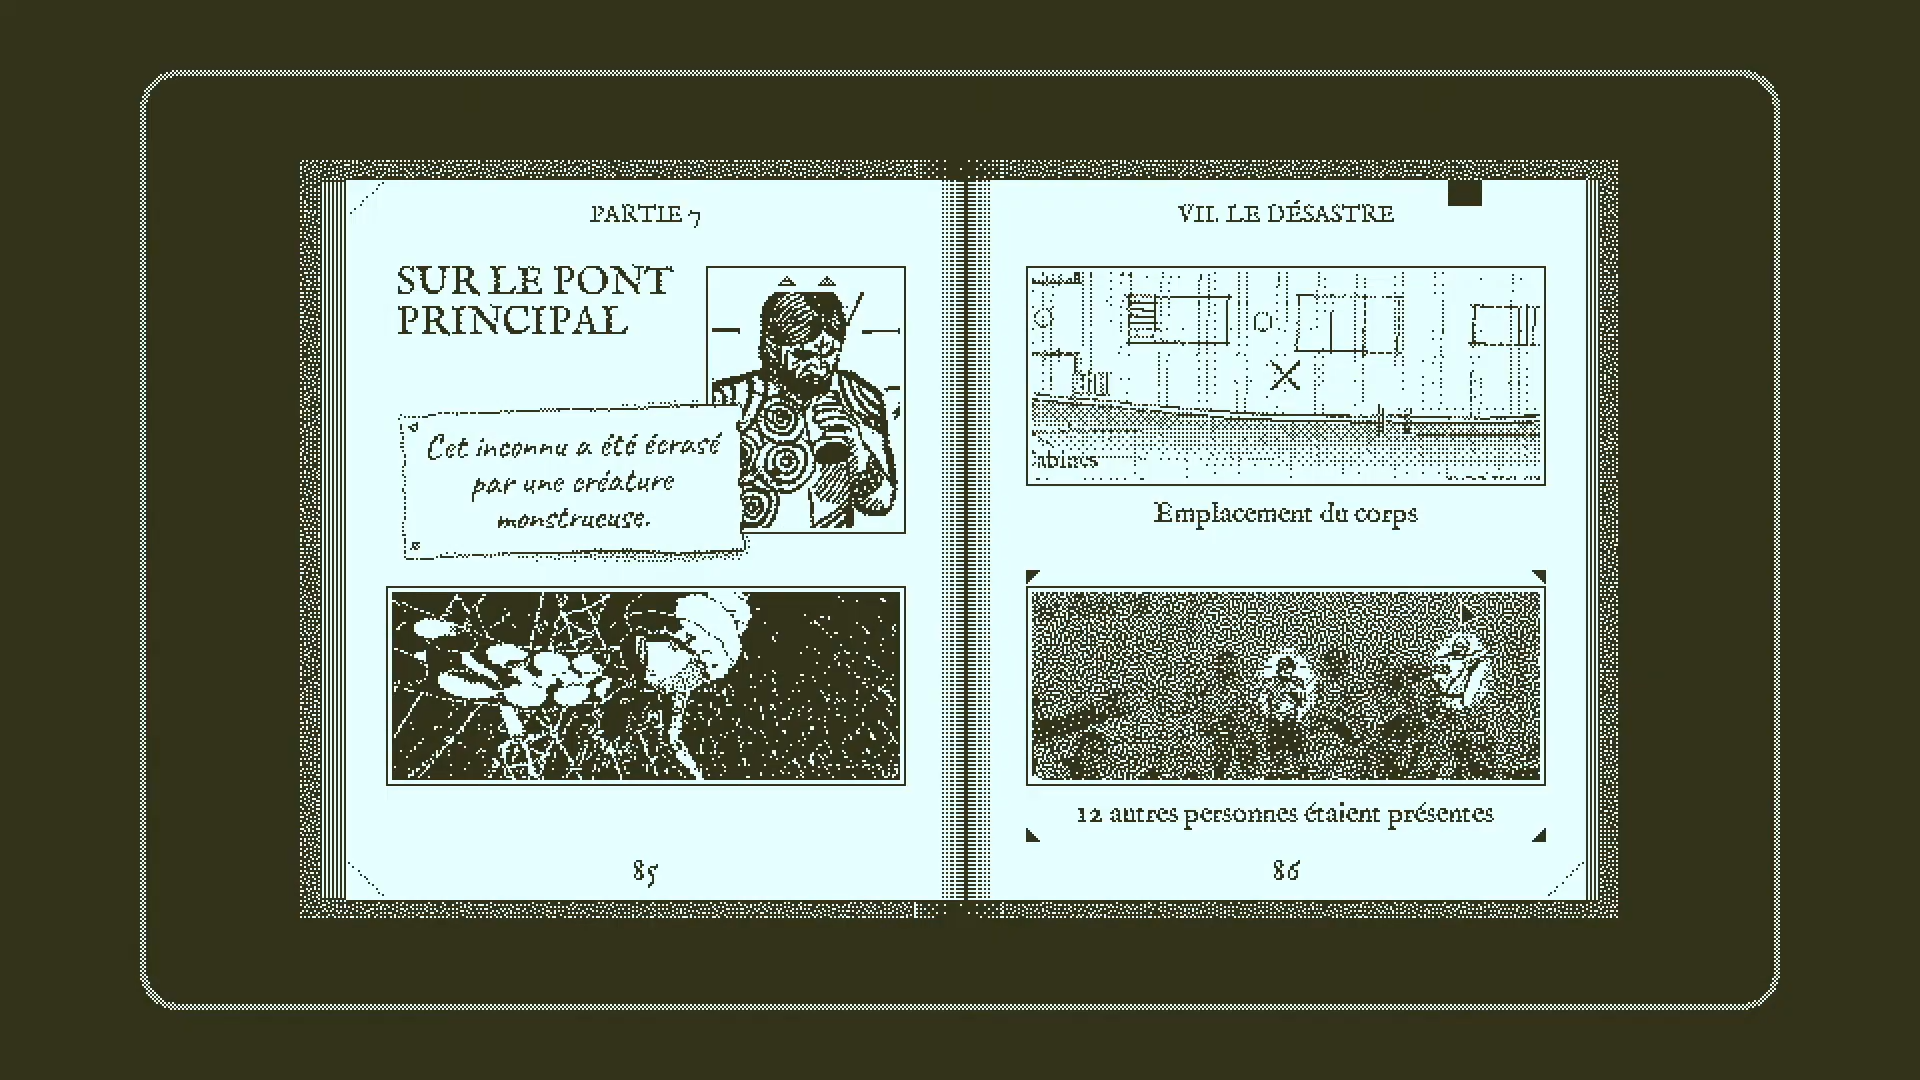 PARTIE 7
SUR LE PONT
PRINCIPAL
Cet inconnu a été écrasé
par une créature
monstrueuse.
85
VII. LE DÉSASTRE
abines
Emplacement du corps
12 autres personnes étaient présentes
86